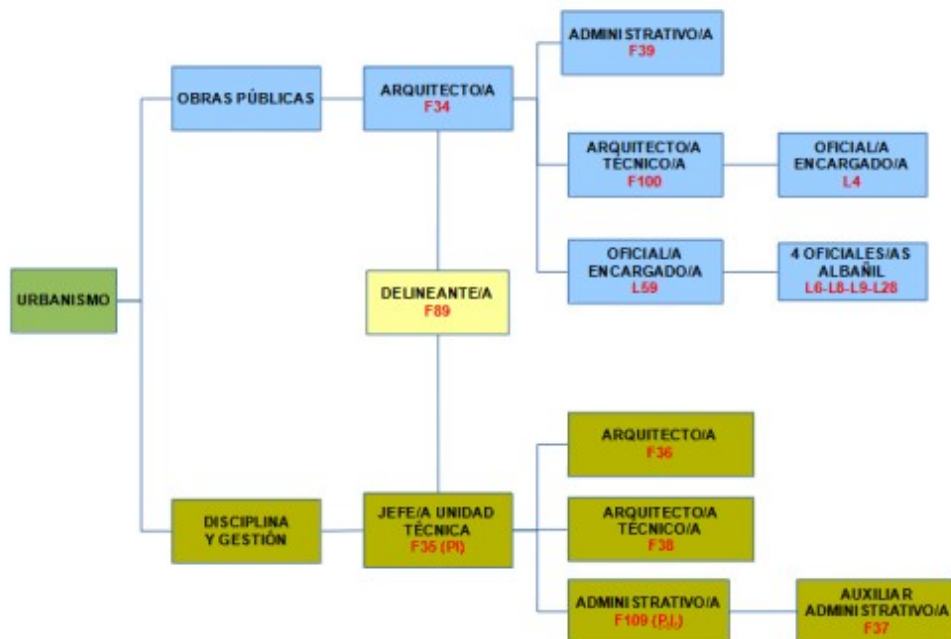 ADMINISTRATIVO/A
F39
OBRAS PÚBLICAS
ARQUITECTO/A
F34
ARQUITECTO/A
TÉCNICO/A
F100
OFICIAL/A
ENCARGADO/A
L4
OFICIAL/A
ENCARGADO/A
L59
4 OFICIALES/AS
ALBAÑIL
L6-L8-L9-L28
URBANISMO
DELINEANTE/A
F89
ARQUITECTO/A
F36
DISCIPLINA
Y GESTIÓN
JEFE/A UNIDAD
TÉCNICA
F35 (PI)
ARQUITECTO/A
TÉCNICO/A
F38
ADMINISTRATIVO/A
F109 (P.I.)
AUXILIAR
ADMINISTRATIVO/A
F37